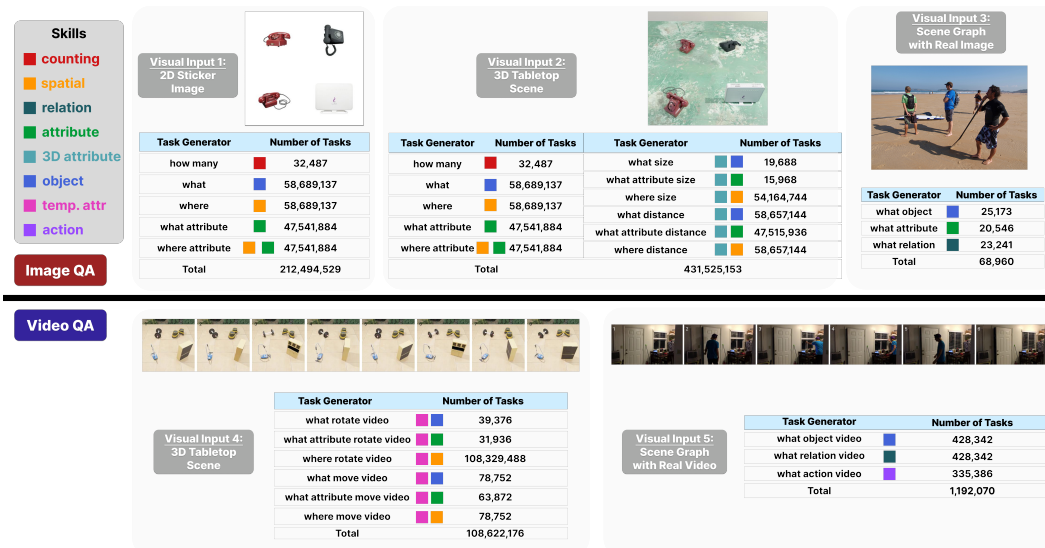 Skills
counting
spatial
relation
attribute
3D attribute
object
temp. attr
action
Image QA
Visual Input 1:
2D Sticker
Image
Task Generator Number of Tasks
how many 32,487
what 58,689,137
where 58,689,137
what attribute 47,541,884
where attribute 47,541,884
Total 212,494,529
Visual Input 2:
3D Tabletop
Scene
Task Generator Number of Tasks
how many 32,487
what 58,689,137
where 58,689,137
what attribute 47,541,884
where attribute 47,541,884
Task Generator Number of Tasks
what size 19,688
what attribute size 15,968
where size 54,164,744
what distance 58,657,144
what attribute distance 47,515,936
where distance 58,657,144
Total 431,525,153
Visual Input 3:
Scene Graph
with Real Image
Task Generator Number of Tasks
what object 25,173
what attribute 20,546
what relation 23,241
Total 68,960
Video QA
Visual Input 4:
3D Tabletop
Scene
Task Generator Number of Tasks
what rotate video 39,376
what attribute rotate video 31,936
where rotate video 108,329,488
what move video 78,752
what attribute move video 63,872
where move video 78,752
Total 108,622,176
Visual Input 5:
Scene Graph
with Real Video
Task Generator Number of Tasks
what object video 428,342
what relation video 428,342
what action video 335,386
Total 1,192,070